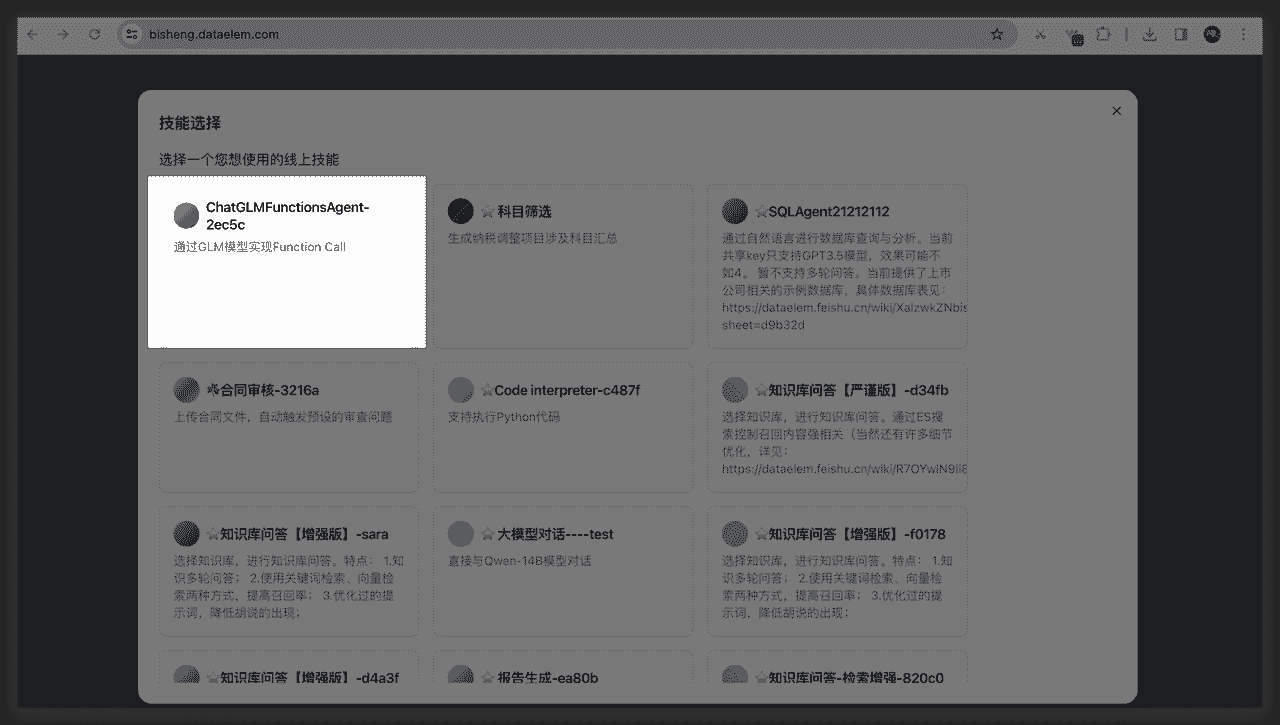 bisheng.dataelem.com
技能选择
选择一个您想使用的线上技能
ChatGLMFunctionsAgent-
2ec5c
通过GLM模型实现Function Call
☆科目筛选
生成纳税调整项目涉及科目汇总
☆SQLAgent21212112
通过自然语言进行数据库查询与分析。当前
共享key只支持GPT3.5模型，效果可能不
如4。 暂不支持多轮问答。当前提供了上市
公司相关的示例数据库，具体数据库表见：
https://dataelem.feishu.cn/wiki/XalzwkZNbis
sheet=d9b32d
☘合同审核-3216a
上传合同文件，自动触发预设的审查问题
☆Code interpreter-c487f
支持执行Python代码
☆知识库问答【严谨版】-d34fb
选择知识库，进行知识库问答。通过ES搜
索控制召回内容强相关（当然还有许多细节
优化，详见：
https://dataelem.feishu.cn/wiki/R7OYwiN9li8
☆知识库问答【增强版】-sara
选择知识库，进行知识库问答。特点： 1.知
识多轮问答； 2.使用关键词检索、向量检
索两种方式，提高召回率； 3.优化过的提
示词，降低胡说的出现；
☆大模型对话----test
直接与Qwen-14B模型对话
☆知识库问答【增强版】-f0178
选择知识库，进行知识库问答。特点： 1.知
识多轮问答； 2.使用关键词检索、向量检
索两种方式，提高召回率； 3.优化过的提
示词，降低胡说的出现；
☆知识库问答【增强版】-d4a3f
☆报告生成-ea80b
☆知识库问答-检索增强-820c0